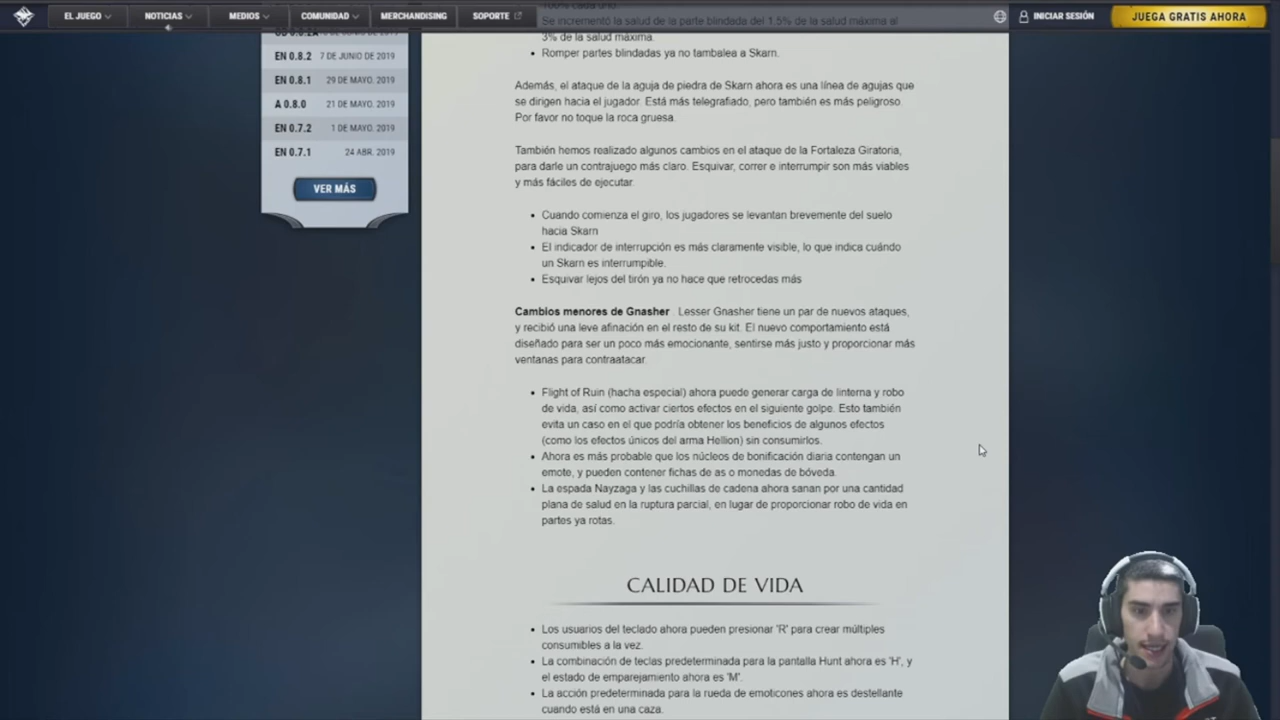 EL JUEGO
NOTICIAS
MEDIOS
COMUNIDAD
MERCHANDISING
SOPORTE
INICIAR SESIÓN
JUEGA GRATIS AHORA
EN 0.8.2 7 DE JUNIO DE 2019
EN 0.8.1 29 DE MAYO. 2019
A 0.8.0 21 DE MAYO. 2019
EN 0.7.2 1 DE MAYO. 2019
EN 0.7.1 24 ABR. 2019
VER MÁS
Se incrementó la salud de la parte blindada del 1.5% de la salud máxima al
3% de la salud máxima.
Romper partes blindadas ya no tambalea a Skarn.
Además, el ataque de la aguja de piedra de Skarn ahora es una línea de agujas que
se dirigen hacia el jugador. Está más telegrafiado, pero también es más peligroso.
Por favor no toque la roca gruesa.
También hemos realizado algunos cambios en el ataque de la Fortaleza Giratoria,
para darle un contrajuego más claro. Esquivar, correr e interrumpir son más viables
y más fáciles de ejecutar.
Cuando comienza el giro, los jugadores se levantan brevemente del suelo
hacia Skarn
El indicador de interrupción es más claramente visible, lo que indica cuándo
un Skarn es interrumpible.
Esquivar lejos del tirón ya no hace que retrocedas más
Cambios menores de Gnasher . Lesser Gnasher tiene un par de nuevos ataques,
y recibió una leve afinación en el resto de su kit. El nuevo comportamiento está
diseñado para ser un poco más emocionante, sentirse más justo y proporcionar más
ventanas para contraatacar.
Flight of Ruin (hacha especial) ahora puede generar carga de linterna y robo
de vida, así como activar ciertos efectos en el siguiente golpe. Esto también
evita un caso en el que podría obtener los beneficios de algunos efectos
(como los efectos únicos del arma Hellion) sin consumirlos.
Ahora es más probable que los núcleos de bonificación diaria contengan un
emote, y pueden contener fichas de as o monedas de bóveda.
La espada Nayzaga y las cuchillas de cadena ahora sanan por una cantidad
plana de salud en la ruptura parcial, en lugar de proporcionar robo de vida en
partes ya rotas.
CALIDAD DE VIDA
Los usuarios del teclado ahora pueden presionar 'R' para crear múltiples
consumibles a la vez.
La combinación de teclas predeterminada para la pantalla Hunt ahora es 'H', y
el estado de emparejamiento ahora es 'M'.
La acción predeterminada para la rueda de emoticones ahora es destellante
cuando está en una caza.